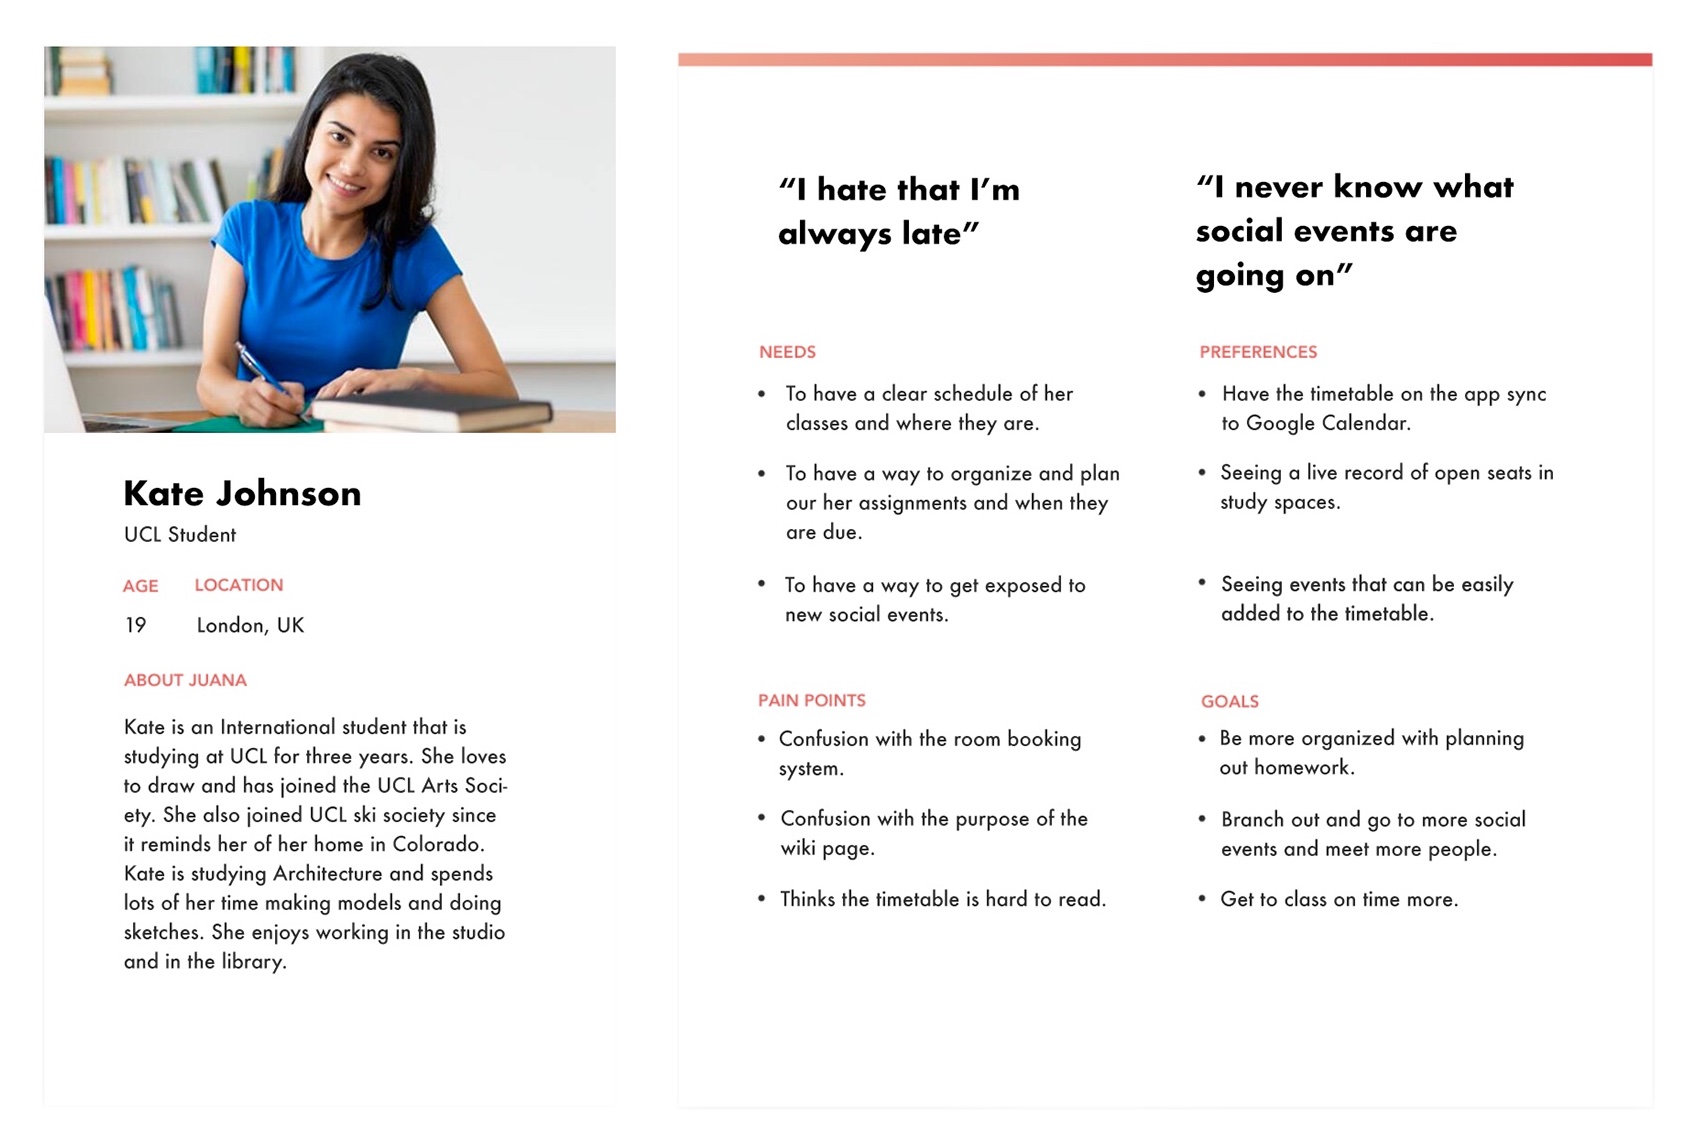 Kate Johnson
UCL Student
AGE
LOCATION
19
London, UK
ABOUT JUANA
Kate is an International student that is
studying at UCL for three years. She loves
to draw and has joined the UCL Arts Soci-
ety. She also joined UCL ski society since
it reminds her of her home in Colorado.
Kate is studying Architecture and spends
lots of her time making models and doing
sketches. She enjoys working in the studio
and in the library.
“I hate that I’m
always late”
“I never know what
social events are
going on”
NEEDS
• To have a clear schedule of her
classes and where they are.
• To have a way to organize and plan
our her assignments and when they
are due.
• To have a way to get exposed to
new social events.
PREFERENCES
• Have the timetable on the app sync
to Google Calendar.
• Seeing a live record of open seats in
study spaces.
• Seeing events that can be easily
added to the timetable.
PAIN POINTS
• Confusion with the room booking
system.
• Confusion with the purpose of the
wiki page.
• Thinks the timetable is hard to read.
GOALS
• Be more organized with planning
out homework.
• Branch out and go to more social
events and meet more people.
• Get to class on time more.